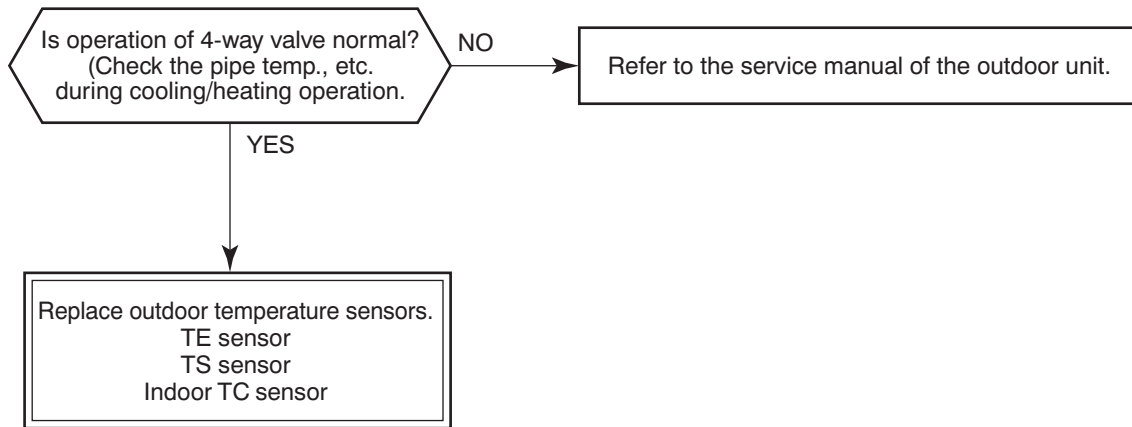 Is operation of 4-way valve normal?
(Check the pipe temp., etc.
during cooling/heating operation.
NO
Refer to the service manual of the outdoor unit.
YES
Replace outdoor temperature sensors.
TE sensor
TS sensor
Indoor TC sensor